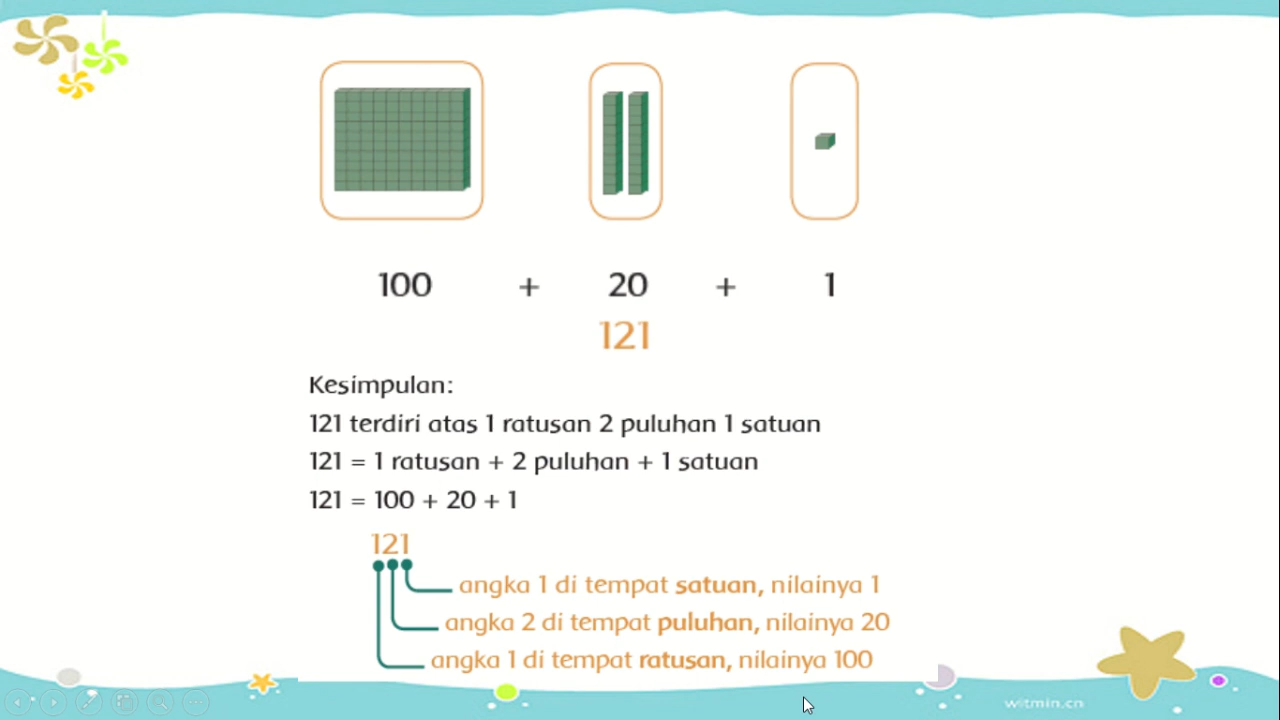 100 + 20 + 1
121
Kesimpulan:
121 terdiri atas 1 ratusan 2 puluhan 1 satuan
121 = 1 ratusan + 2 puluhan + 1 satuan
121 = 100 + 20 + 1
121
angka 1 di tempat satuan, nilainya 1
angka 2 di tempat puluhan, nilainya 20
angka 1 di tempat ratusan, nilainya 100
witmin.cn